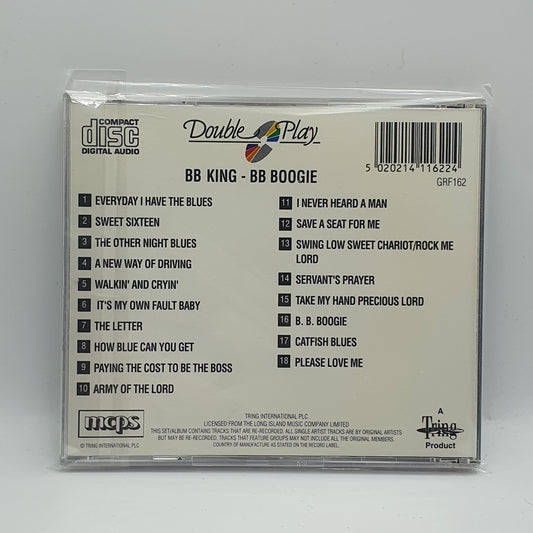 COMPACT
disc
DIGITAL AUDIO
Double Play
BB KING - BB BOOGIE
5 020214 116224
GRF162
1 EVERYDAY I HAVE THE BLUES
2 SWEET SIXTEEN
3 THE OTHER NIGHT BLUES
4 A NEW WAY OF DRIVING
5 WALKIN' AND CRYIN'
6 IT'S MY OWN FAULT BABY
7 THE LETTER
8 HOW BLUE CAN YOU GET
9 PAYING THE COST TO BE THE BOSS
10 ARMY OF THE LORD
11 I NEVER HEARD A MAN
12 SAVE A SEAT FOR ME
13 SWING LOW SWEET CHARIOT/ROCK ME
LORD
14 SERVANT'S PRAYER
15 TAKE MY HAND PRECIOUS LORD
16 B. B. BOOGIE
17 CATFISH BLUES
18 PLEASE LOVE ME
mcps
© TRING INTERNATIONAL PLC
TRING INTERNATIONAL PLC
LICENSED FROM THE LONG ISLAND MUSIC COMPANY LIMITED
THIS SET/ALBUM CONTAINS TRACKS THAT ARE RE-RECORDED. ALL SINGLE ARTIST TRACKS ARE BY ORIGINAL ARTISTS
BUT MAY BE RE-RECORDED. TRACKS THAT FEATURE GROUPS MAY NOT INCLUDE ALL THE ORIGINAL MEMBERS.
COUNTRY OF MANUFACTURE AS STATED ON THE RECORD LABEL.
A
Tring
Product